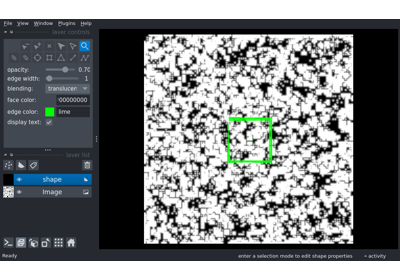 File View Window Plugins Help
layer controls
opacity: 0.70
edge width: 1
blending: translucen
face color: 00000000
edge color: lime
display text:
layer list
shape
Image
Ready
enter a selection mode to edit shape properties
activity